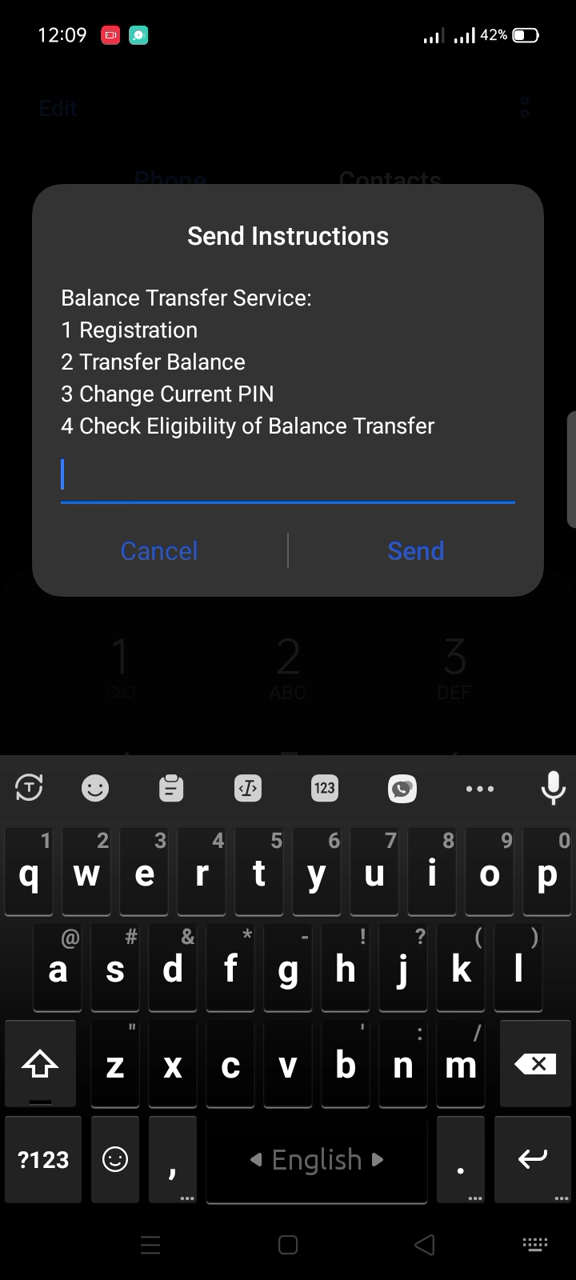 12:09
42%
Edit
Phone Contacts
Send Instructions
Balance Transfer Service:
1 Registration
2 Transfer Balance
3 Change Current PIN
4 Check Eligibility of Balance Transfer
Cancel Send
1 2 3
ABC DEF
T 123
1 2 3 4 5 6 7 8 9 0
q w e r t y u i o p
@ # & * - ! ? ( )
a s d f g h j k l
" ' : /
z x c v b n m
?123 , English .